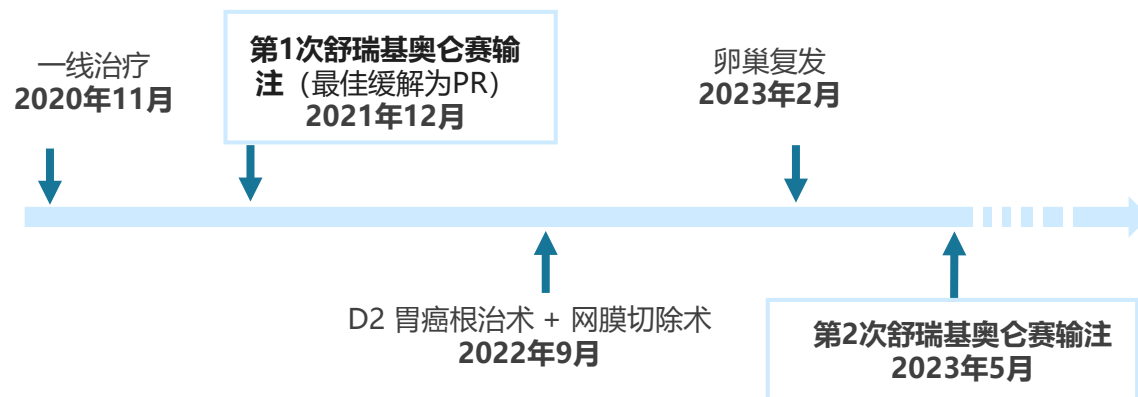 一线治疗
2020年11月
第1次舒瑞基奥仑赛输
注（最佳缓解为PR）
2021年12月
卵巢复发
2023年2月
D2 胃癌根治术 + 网膜切除术
2022年9月
第2次舒瑞基奥仑赛输注
2023年5月